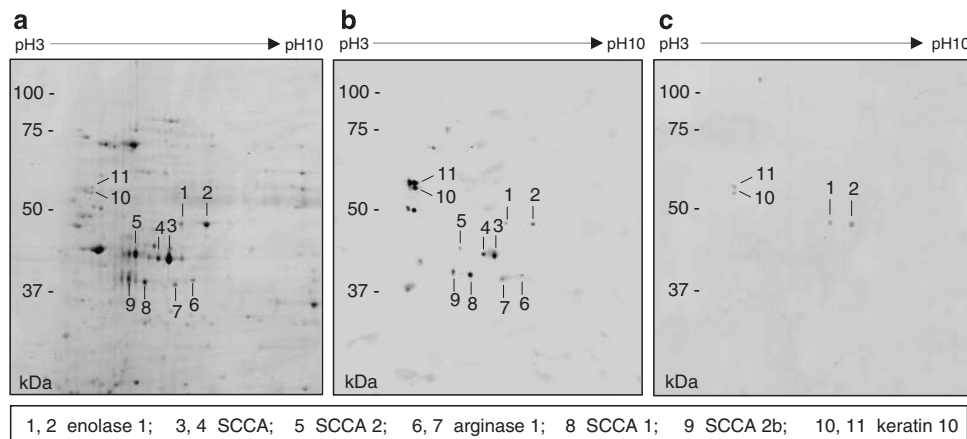 a
pH3 pH10
100 -
75 -
50 -
37 -
kDa
11
10
1 2
5 4 3
9 8 7 6
b
pH3 pH10
100 -
75 -
50 -
37 -
kDa
11
10
1 2
5 4 3
9 8 7 6
c
pH3 pH10
100 -
75 -
50 -
37 -
kDa
11
10
1 2
1, 2 enolase 1; 3, 4 SCCA; 5 SCCA 2; 6, 7 arginase 1; 8 SCCA 1; 9 SCCA 2b; 10, 11 keratin 10